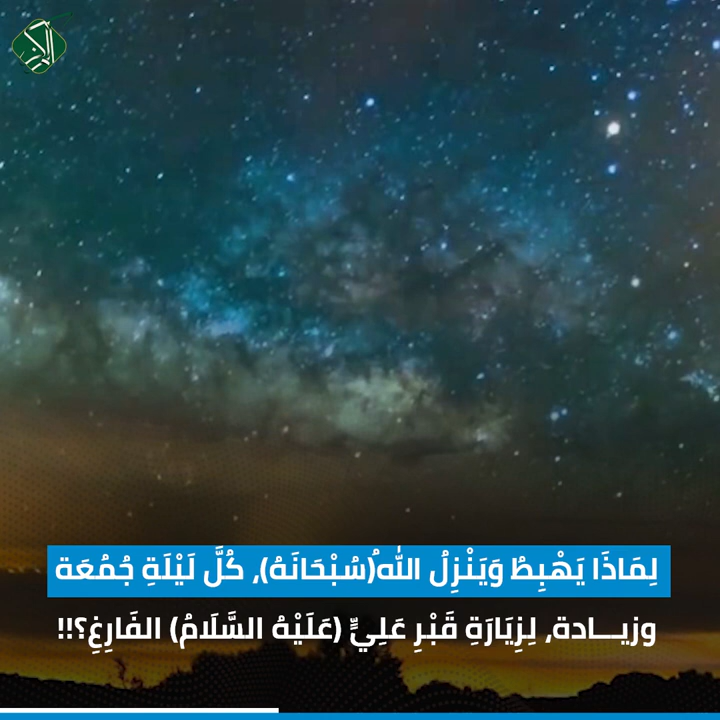 لِمَاذَا يَهْبِطُ وَيَنْزِلُ اللهُ(سُبْحَانَهُ)، كُلَّ لَيْلَةِ جُمُعَة
وزيـــادة، لِزِيَارَةِ قَبْرِ عَلِيٍّ (عَلَيْهُ السَّلَامُ) الفَارِغِ؟!!